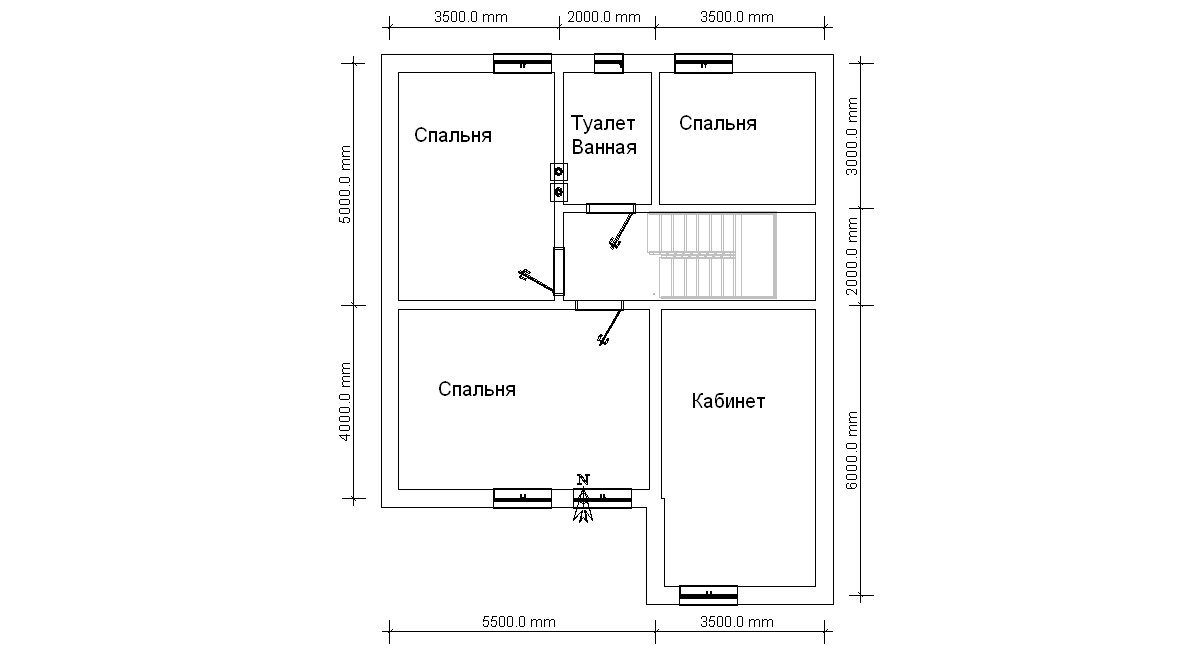 3500.0 mm 2000.0 mm 3500.0 mm
Спальня
Туалет
Ванная
Спальня
5000.0 mm
3000.0 mm
2000.0 mm
Спальня
Кабинет
4000.0 mm
6000.0 mm
N
5500.0 mm 3500.0 mm